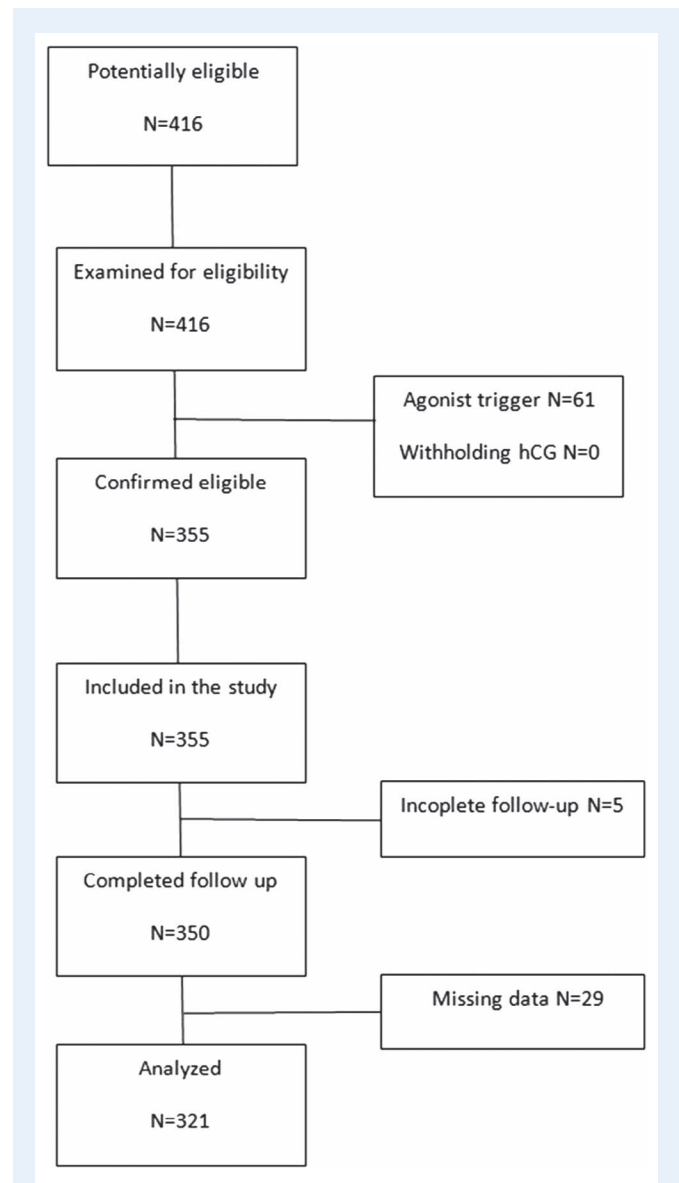 Potentially eligible
N=416
Examined for eligibility
N=416
Agonist trigger N=61
Withholding hCG N=0
Confirmed eligible
N=355
Included in the study
N=355
Incoplete follow-up N=5
Completed follow up
N=350
Missing data N=29
Analyzed
N=321